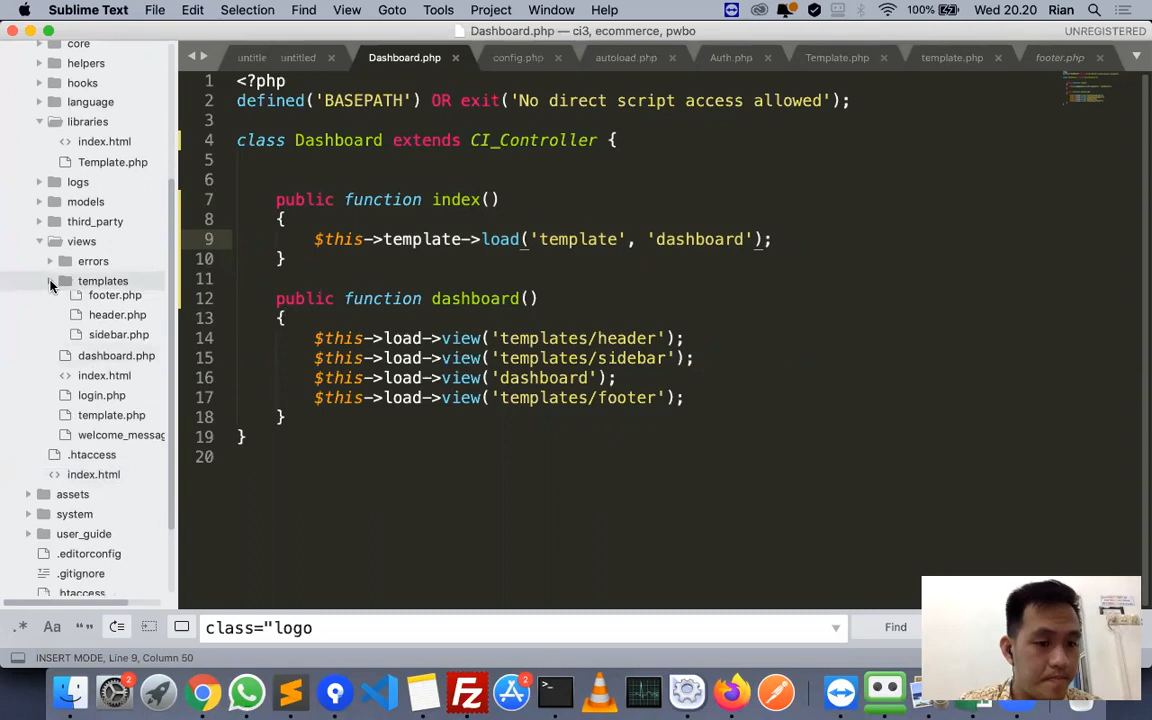 Sublime Text File Edit Selection Find View Goto Tools Project Window Help 100% Wed 20.20 Rian
Dashboard.php — ci3, ecommerce, pwbo UNREGISTERED
untitle untitled Dashboard.php config.php autoload.php Auth.php Template.php template.php footer.php
core
helpers
hooks
language
libraries
index.html
Template.php
logs
models
third_party
views
errors
templates
footer.php
header.php
sidebar.php
dashboard.php
index.html
login.php
template.php
welcome_messag
.htaccess
index.html
assets
system
user_guide
.editorconfig
.gitignore
.htaccess
1 <?php
2 defined('BASEPATH') OR exit('No direct script access allowed');
3
4 class Dashboard extends CI_Controller {
5
6
7 public function index()
8 {
9 $this->template->load('template', 'dashboard');
10 }
11
12 public function dashboard()
13 {
14 $this->load->view('templates/header');
15 $this->load->view('templates/sidebar');
16 $this->load->view('dashboard');
17 $this->load->view('templates/footer');
18 }
19 }
20
.* Aa “” class="logo Find
INSERT MODE, Line 9, Column 50
2 2